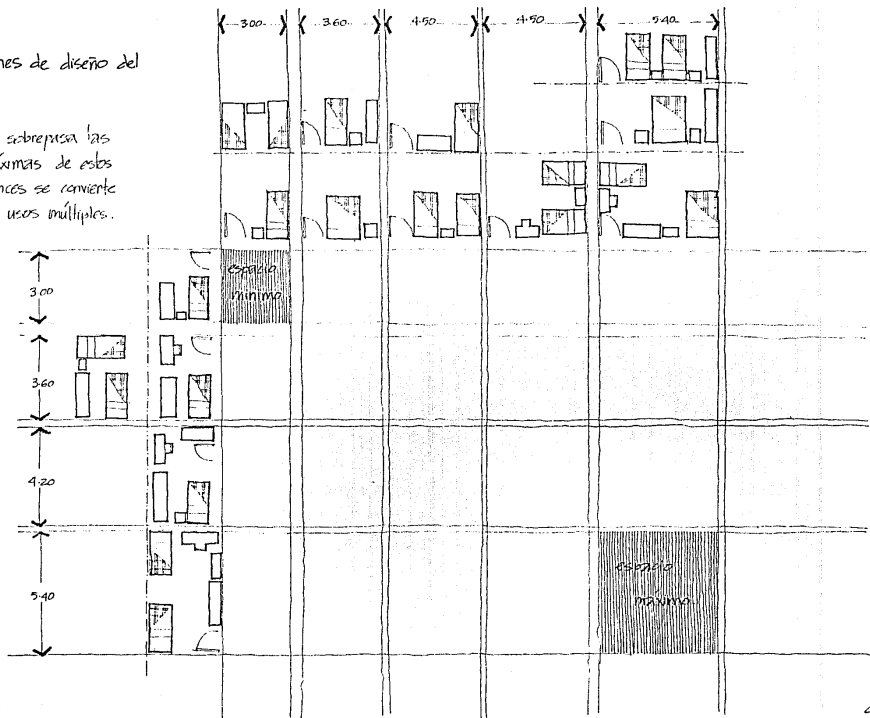 3.00 3.60 4.50 4.50 5.40
nes de diseño del
sobrepasa las
ximas de estos
nces se convierte
usos múltiples.
espacio
mínimo
3.00
3.60
4.20
5.40
espacio
máximo